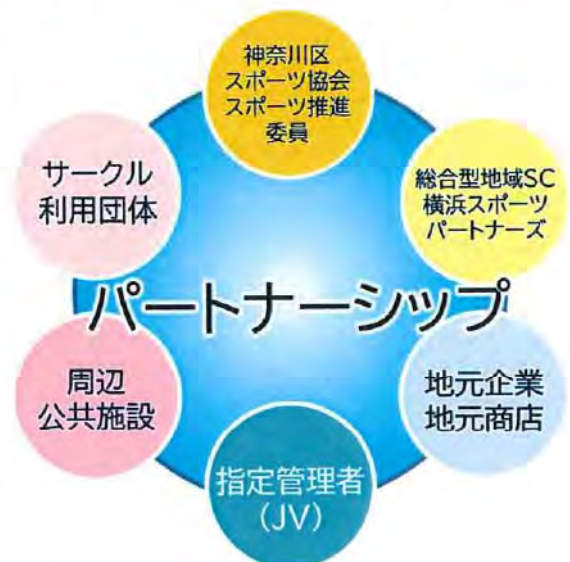 神奈川区
スポーツ協会
スポーツ推進
委員
サークル
利用団体
総合型地域SC
横浜スポーツ
パートナーズ
パートナーシップ
周辺
公共施設
地元企業
地元商店
指定管理者
(JV)